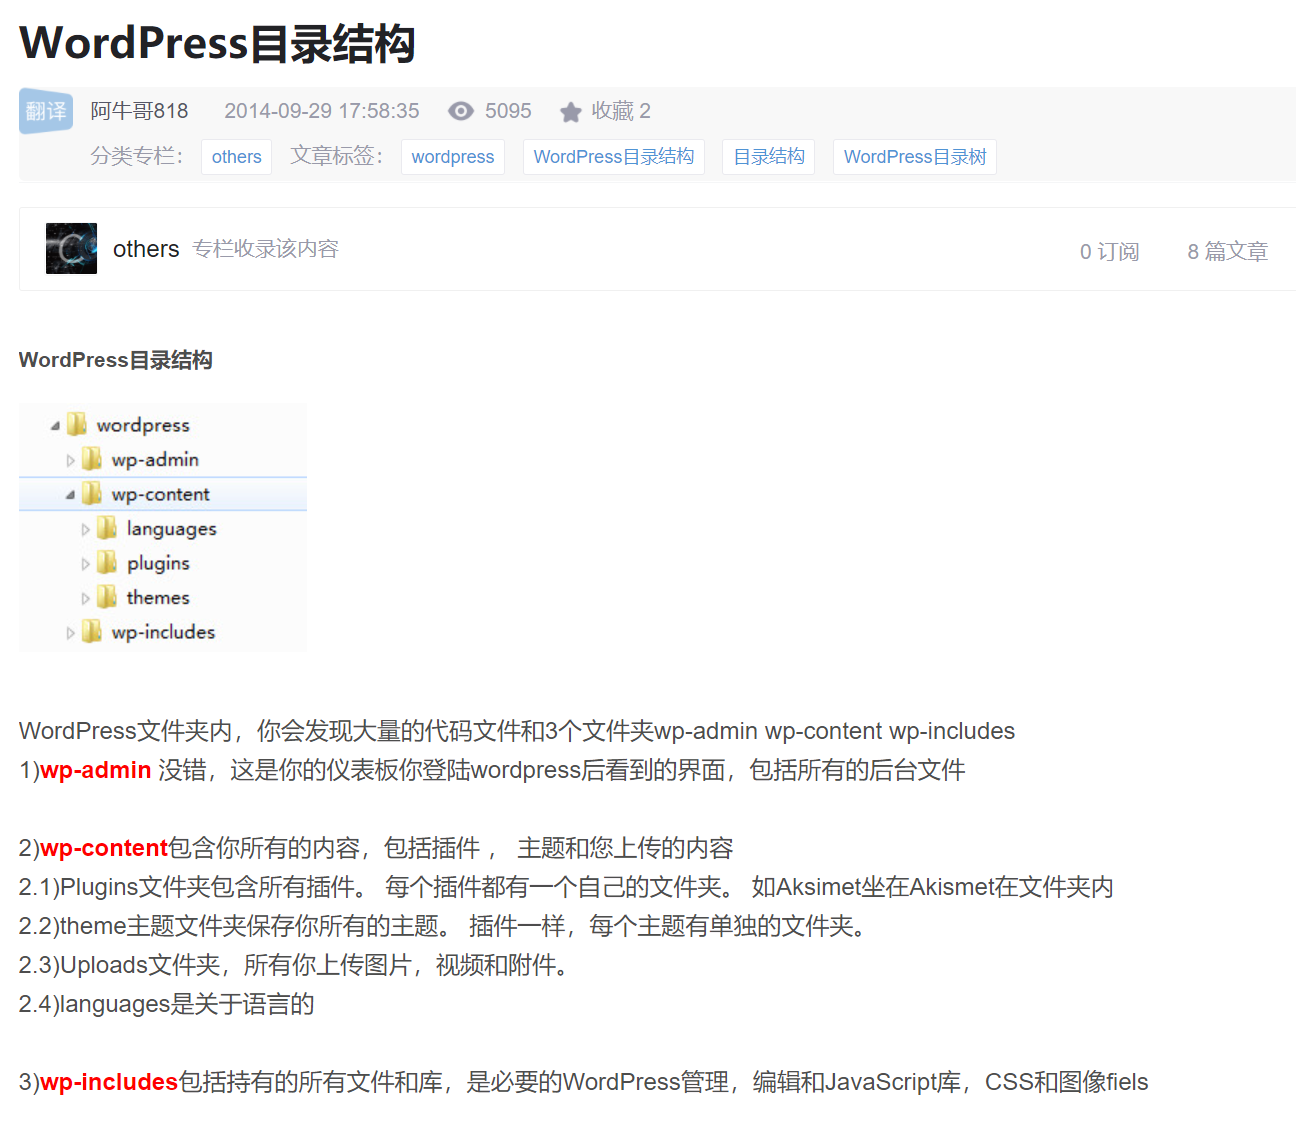 WordPress目录结构
翻译 阿牛哥818 2014-09-29 17:58:35 5095 收藏 2
分类专栏： others 文章标签： wordpress WordPress目录结构 目录结构 WordPress目录树
others 专栏收录该内容 0 订阅 8 篇文章
WordPress目录结构
wordpress
wp-admin
wp-content
languages
plugins
themes
wp-includes
WordPress文件夹内，你会发现大量的代码文件和3个文件夹wp-admin wp-content wp-includes
1)wp-admin 没错，这是你的仪表板你登陆wordpress后看到的界面，包括所有的后台文件
2)wp-content包含你所有的内容，包括插件 ， 主题和您上传的内容
2.1)Plugins文件夹包含所有插件。 每个插件都有一个自己的文件夹。 如Aksimet坐在Akismet在文件夹内
2.2)theme主题文件夹保存你所有的主题。 插件一样，每个主题有单独的文件夹。
2.3)Uploads文件夹，所有你上传图片，视频和附件。
2.4)languages是关于语言的
3)wp-includes包括持有的所有文件和库，是必要的WordPress管理，编辑和JavaScript库，CSS和图像fiels